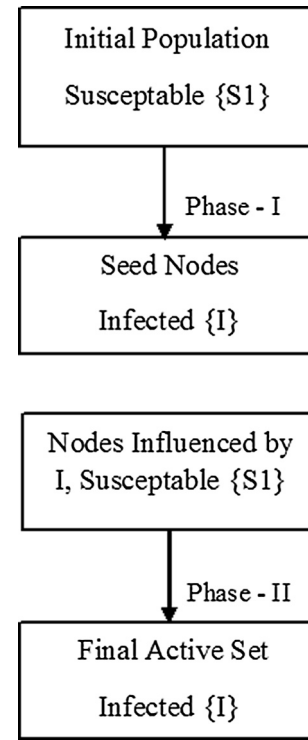 Initial Population
Susceptable {S1}
Phase - I
Seed Nodes
Infected {I}
Nodes Influenced by
I, Susceptable {S1}
Phase - II
Final Active Set
Infected {I}